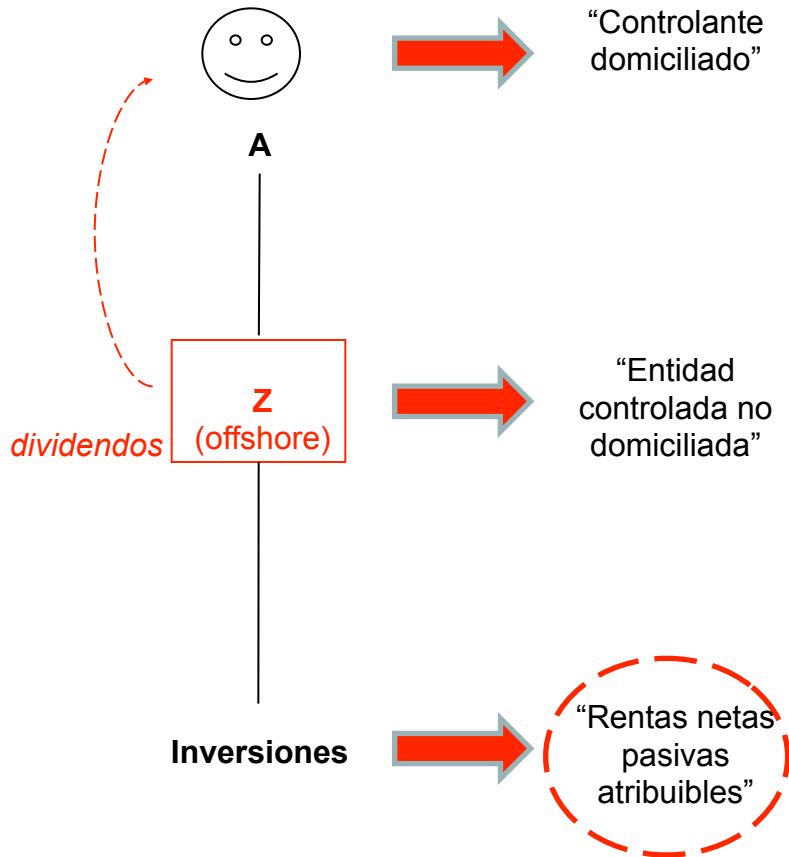 “Controlante
domiciliado”
A
Z
(offshore)
dividendos
“Entidad
controlada no
domiciliada”
Inversiones
“Rentas netas
pasivas
atribuibles”